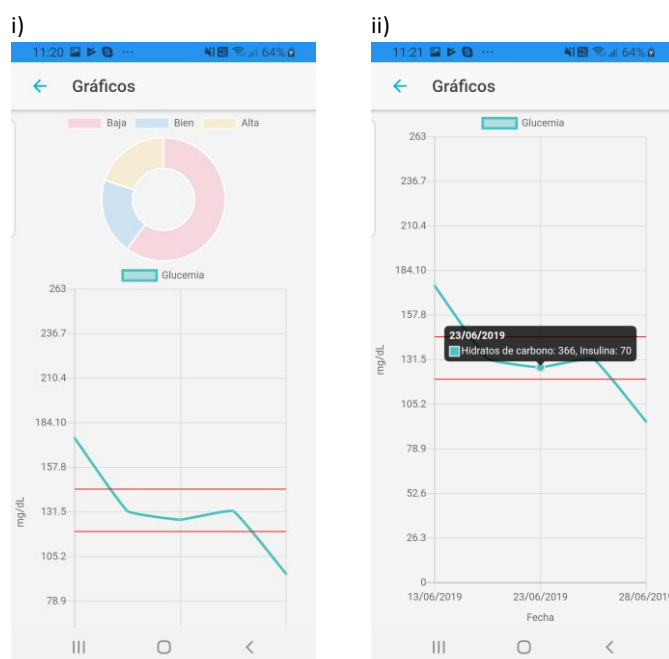 i)
11:20 ... 64%
Gráficos
Baja Bien Alta
Glucemia
263
236.7
210.4
184.10
157.8
131.5
105.2
78.9
mg/dL
ii)
11:21 ... 64%
Gráficos
Glucemia
263
236.7
210.4
184.10
157.8
131.5
105.2
78.9
52.6
26.3
0
mg/dL
23/06/2019
Hidratos de carbono: 366, Insulina: 70
13/06/2019 23/06/2019 28/06/2019
Fecha